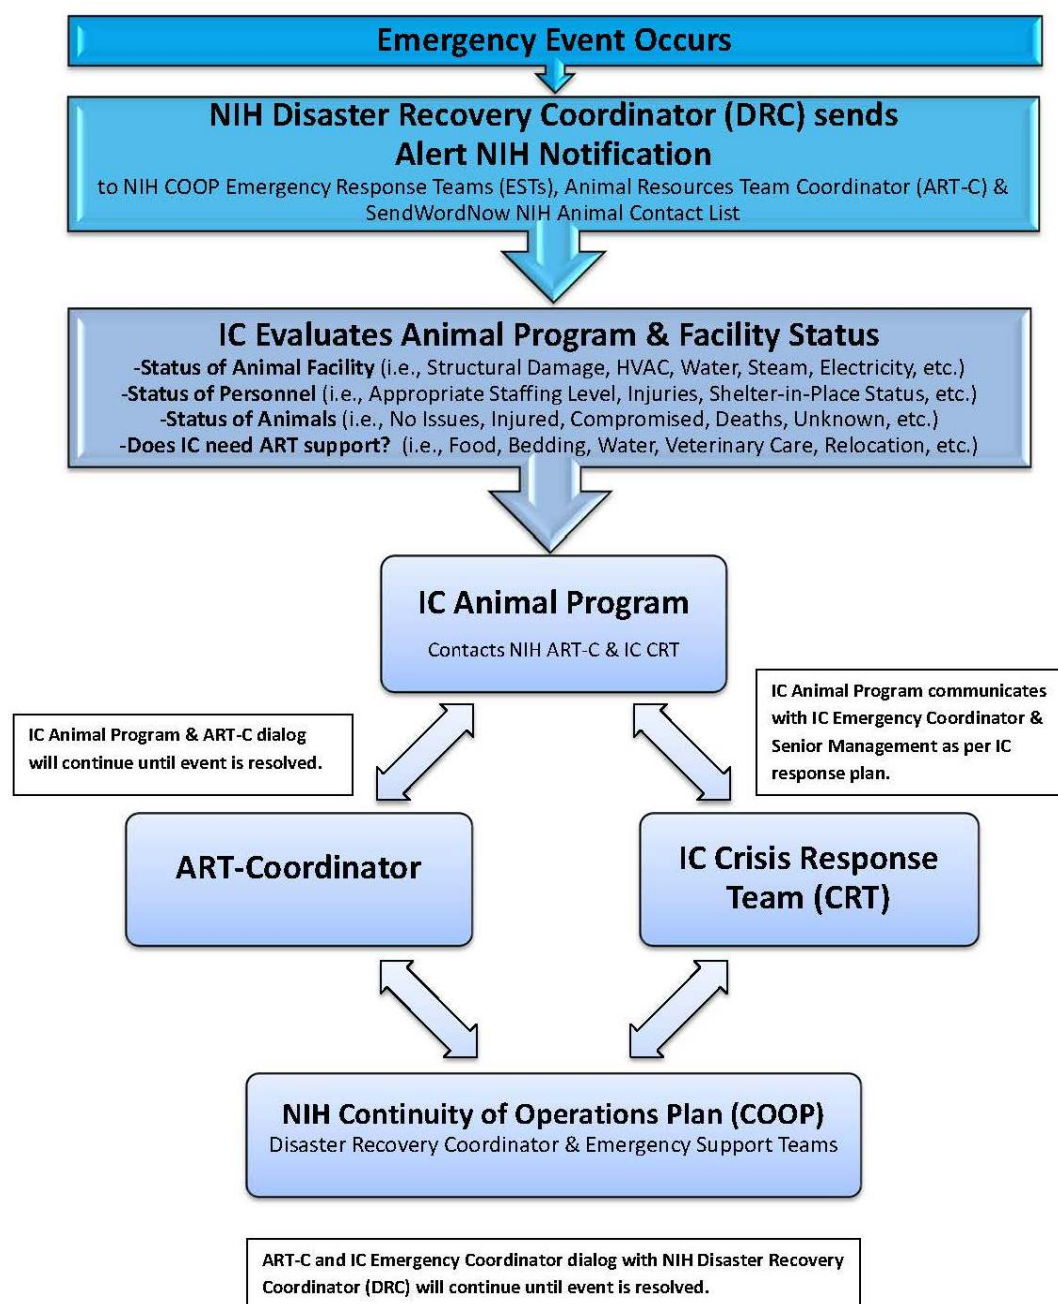 Emergency Event Occurs
NIH Disaster Recovery Coordinator (DRC) sends
Alert NIH Notification
to NIH COOP Emergency Response Teams (ESTs), Animal Resources Team Coordinator (ART-C) &
SendWordNow NIH Animal Contact List
IC Evaluates Animal Program & Facility Status
-Status of Animal Facility (i.e., Structural Damage, HVAC, Water, Steam, Electricity, etc.)
-Status of Personnel (i.e., Appropriate Staffing Level, Injuries, Shelter-in-Place Status, etc.)
-Status of Animals (i.e., No Issues, Injured, Compromised, Deaths, Unknown, etc.)
-Does IC need ART support? (i.e., Food, Bedding, Water, Veterinary Care, Relocation, etc.)
IC Animal Program
Contacts NIH ART-C & IC CRT
IC Animal Program & ART-C dialog
will continue until event is resolved.
IC Animal Program communicates
with IC Emergency Coordinator &
Senior Management as per IC
response plan.
ART-Coordinator
IC Crisis Response
Team (CRT)
NIH Continuity of Operations Plan (COOP)
Disaster Recovery Coordinator & Emergency Support Teams
ART-C and IC Emergency Coordinator dialog with NIH Disaster Recovery
Coordinator (DRC) will continue until event is resolved.